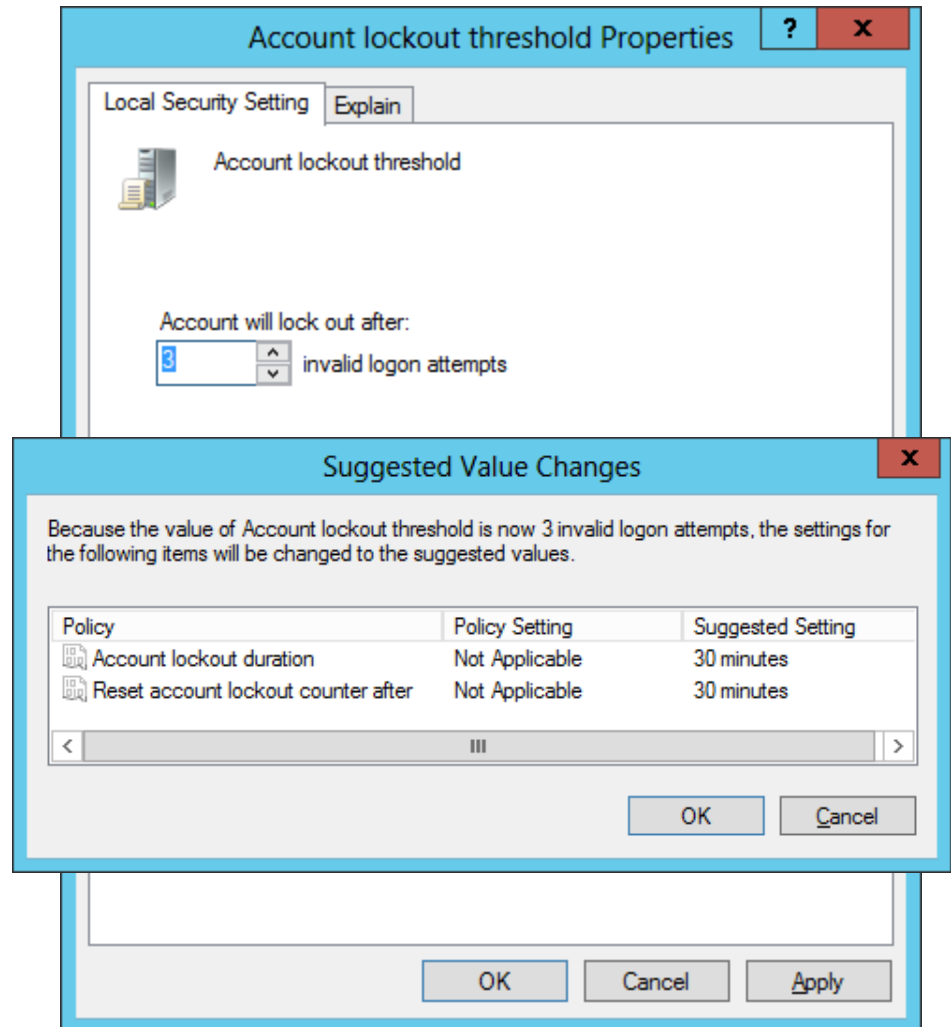 Account lockout threshold Properties
?
x
Local Security Setting
Explain
Account lockout threshold
Account will lock out after:
3
invalid logon attempts
Suggested Value Changes
x
Because the value of Account lockout threshold is now 3 invalid logon attempts, the settings for
the following items will be changed to the suggested values.
Policy Policy Setting Suggested Setting
Account lockout duration Not Applicable 30 minutes
Reset account lockout counter after Not Applicable 30 minutes
OK Cancel
OK Cancel Apply